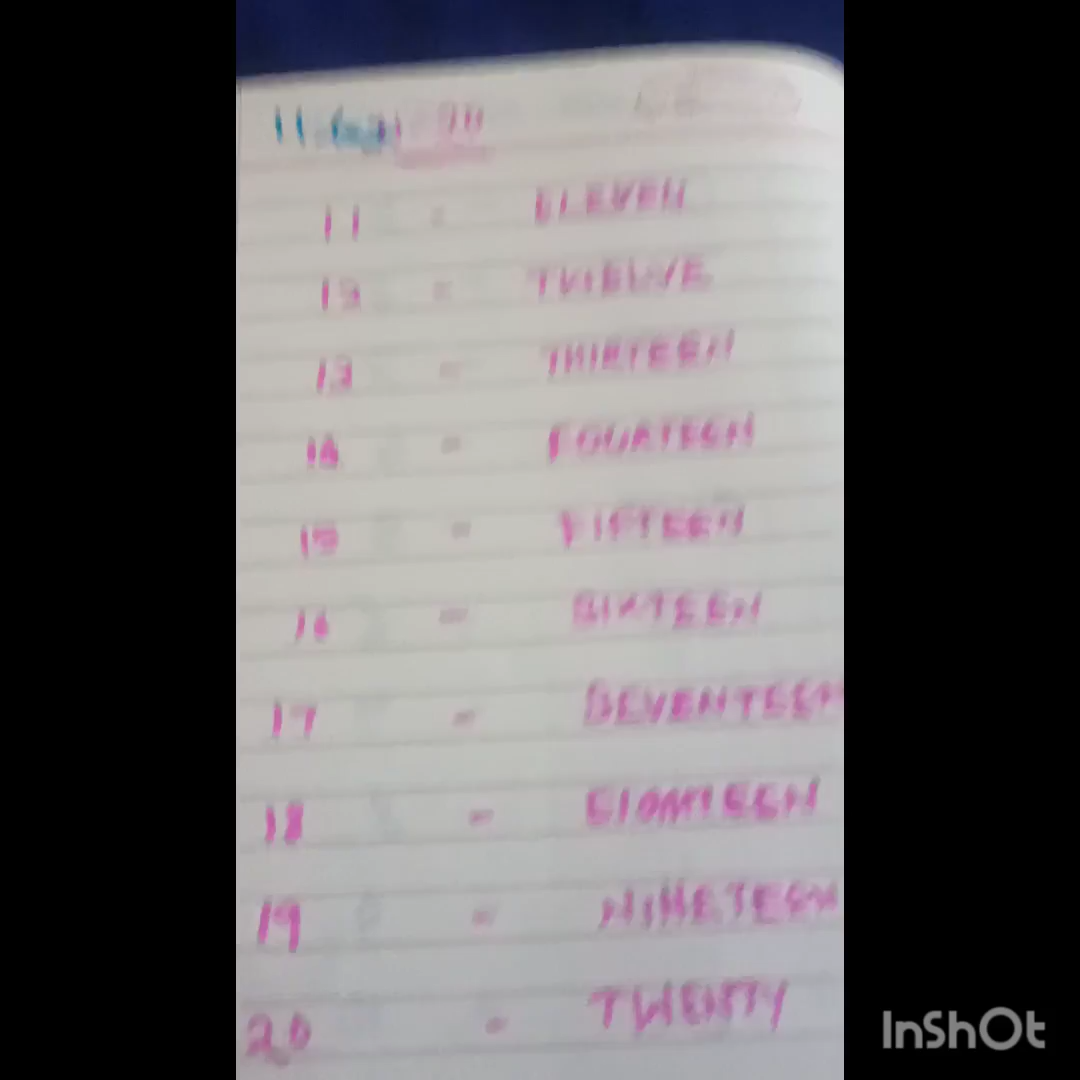 11 = ELEVEN
12 = TWELVE
13 = THIRTEEN
14 = FOURTEEN
15 = FIFTEEN
16 = SIXTEEN
17 = SEVENTEEN
18 = EIGHTEEN
19 = NINETEEN
20 = TWENTY
InShOt